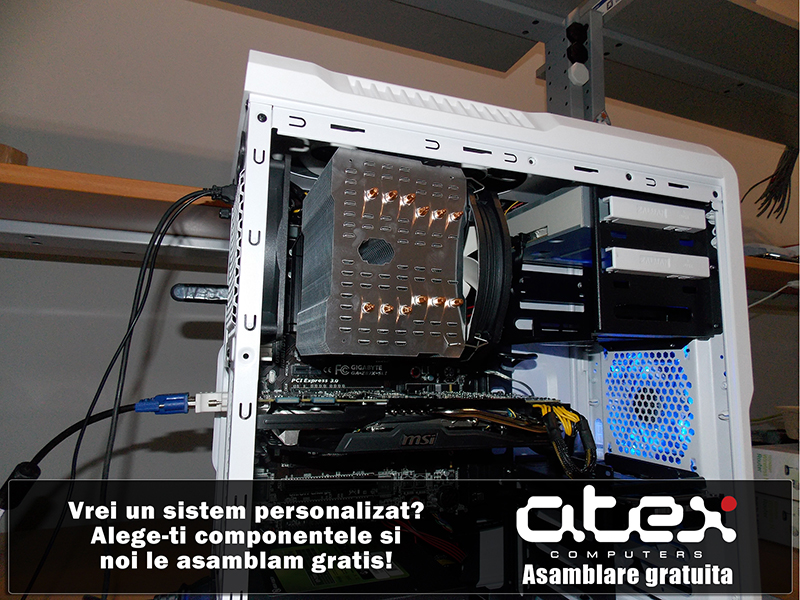 GIGABYTE
PCI Express 3.0
msi
Vrei un sistem personalizat?
Alege-ti componentele si
noi le asamblam gratis!
atex
COMPUTERS
Asamblare gratuita